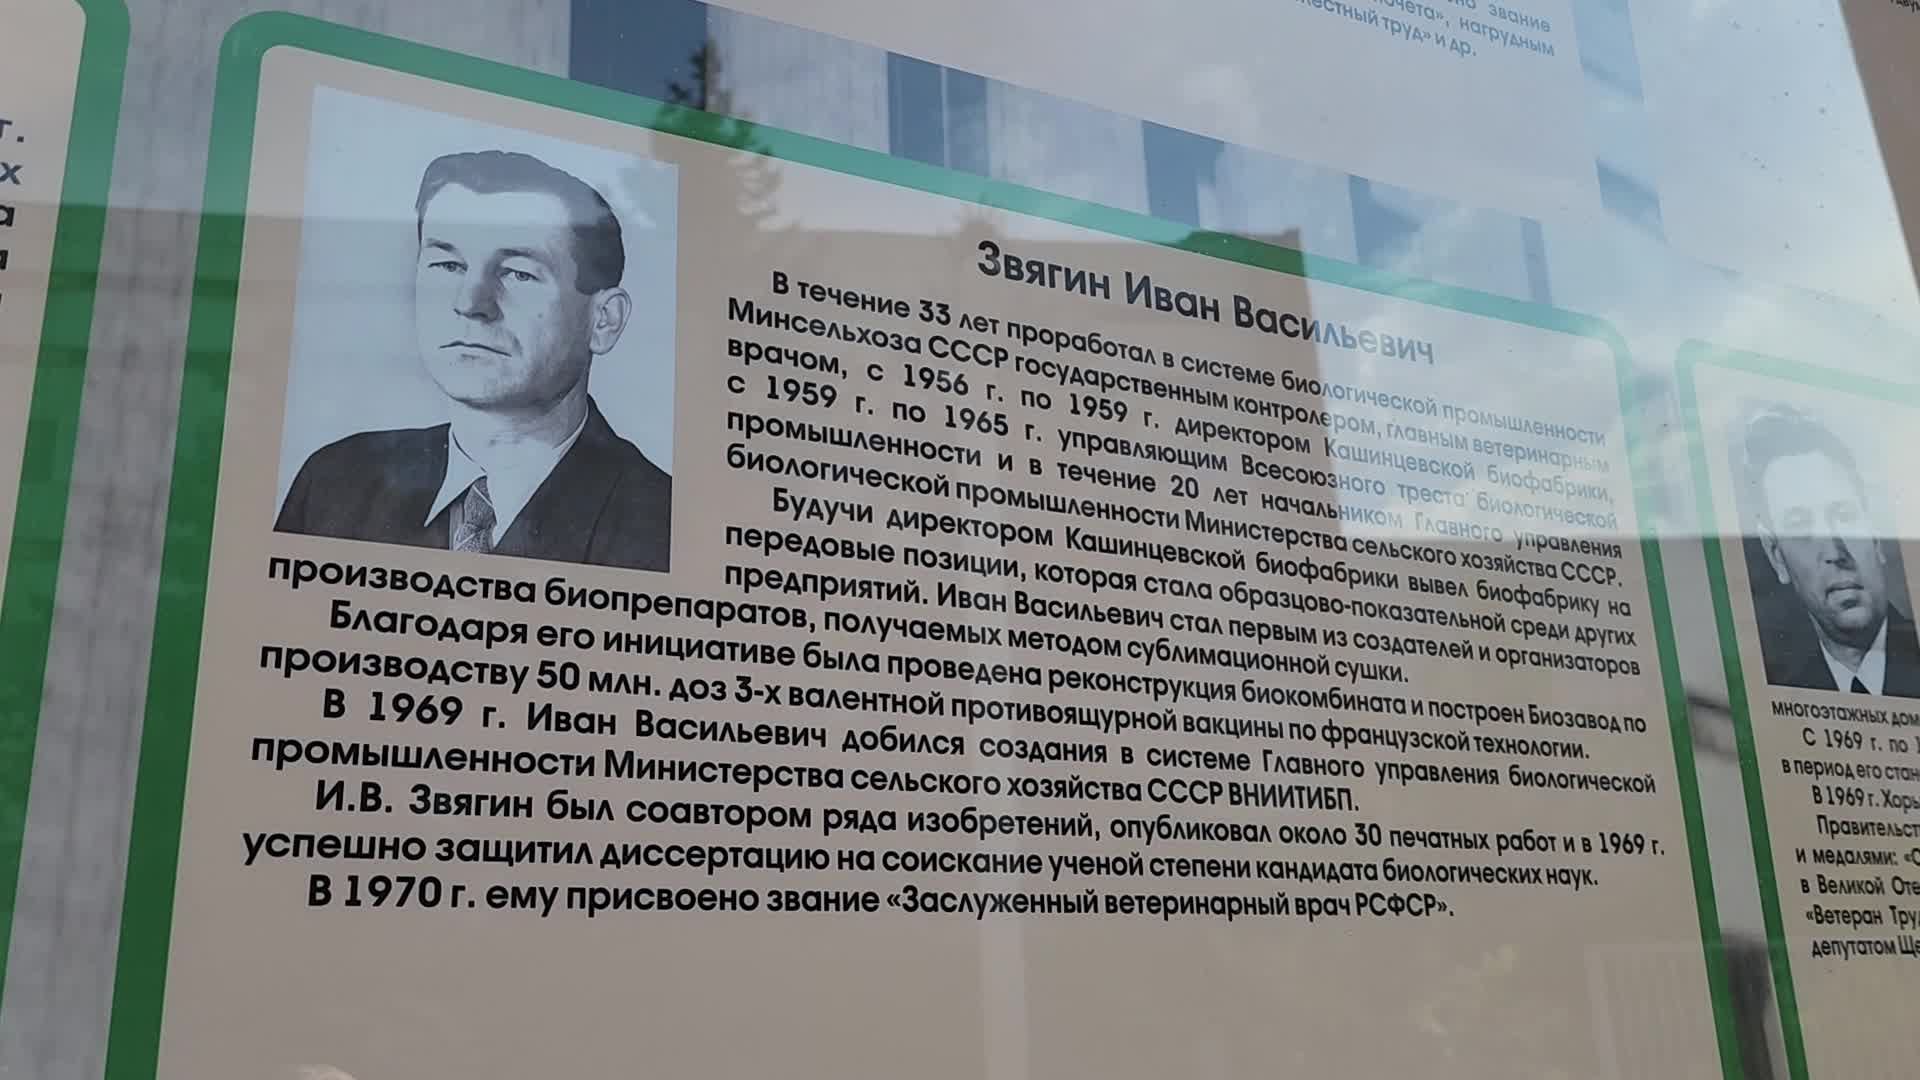 но звание
почета», нагрудным
естный труд» и др.
г.
х
а
Звягин Иван Васильевич
В течение 33 лет проработал в системе биологической промышленности
Минсельхоза СССР государственным контролером, главным ветеринарным
врачом, с 1956 г. по 1959 г. директором Кашинцевской биофабрики,
с 1959 г. по 1965 г. управляющим Всесоюзного треста биологической
промышленности и в течение 20 лет начальником Главного управления
биологической промышленности Министерства сельского хозяйства СССР.
Будучи директором Кашинцевской биофабрики вывел биофабрику на
передовые позиции, которая стала образцово-показательной среди других
предприятий. Иван Васильевич стал первым из создателей и организаторов
производства биопрепаратов, получаемых методом сублимационной сушки.
Благодаря его инициативе была проведена реконструкция биокомбината и построен Биозавод по
производству 50 млн. доз 3-х валентной противоящурной вакцины по французской технологии.
В 1969 г. Иван Васильевич добился создания в системе Главного управления биологической
промышленности Министерства сельского хозяйства СССР ВНИИТИБП.
И.В. Звягин был соавтором ряда изобретений, опубликовал около 30 печатных работ и в 1969 г.
успешно защитил диссертацию на соискание ученой степени кандидата биологических наук.
В 1970 г. ему присвоено звание «Заслуженный ветеринарный врач РСФСР».
многоэтажных дом
С 1969 г. по 1
в период его стан
В 1969 г. Хорь
Правительст
и медалями: «С
в Великой Оте
«Ветеран Труд
депутатом Ще